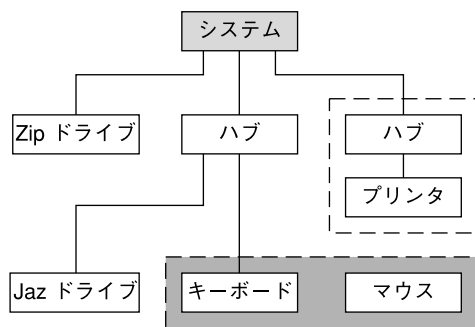 システム
Zip ドライブ
ハブ
ハブ
プリンタ
Jaz ドライブ
キーボード
マウス